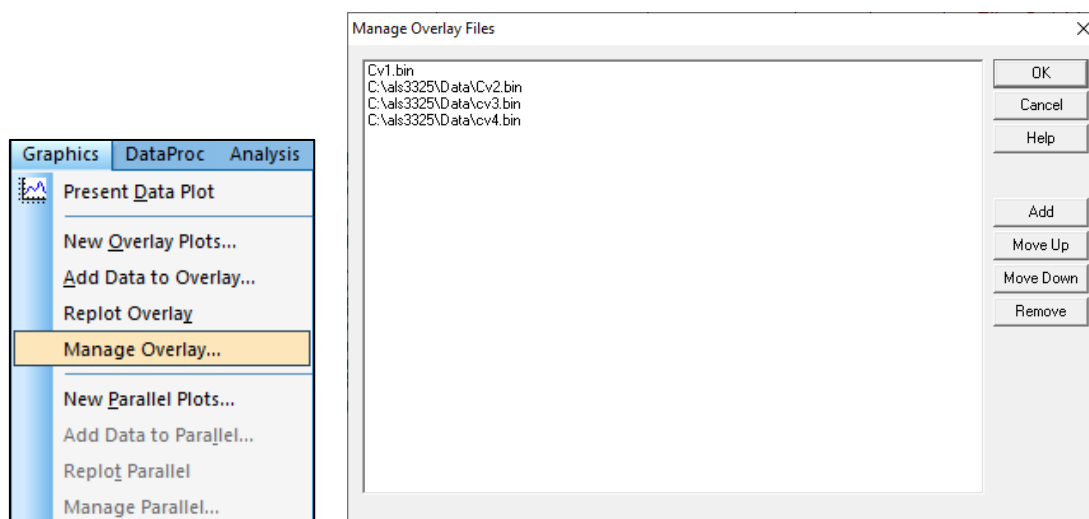 Graphics DataProc Analysis
Present Data Plot
New Overlay Plots...
Add Data to Overlay...
Replot Overlay
Manage Overlay...
New Parallel Plots...
Add Data to Parallel...
Replot Parallel
Manage Parallel...
Manage Overlay Files
Cv1.bin
C:\als3325\Data\Cv2.bin
C:\als3325\Data\cv3.bin
C:\als3325\Data\cv4.bin
OK
Cancel
Help
Add
Move Up
Move Down
Remove